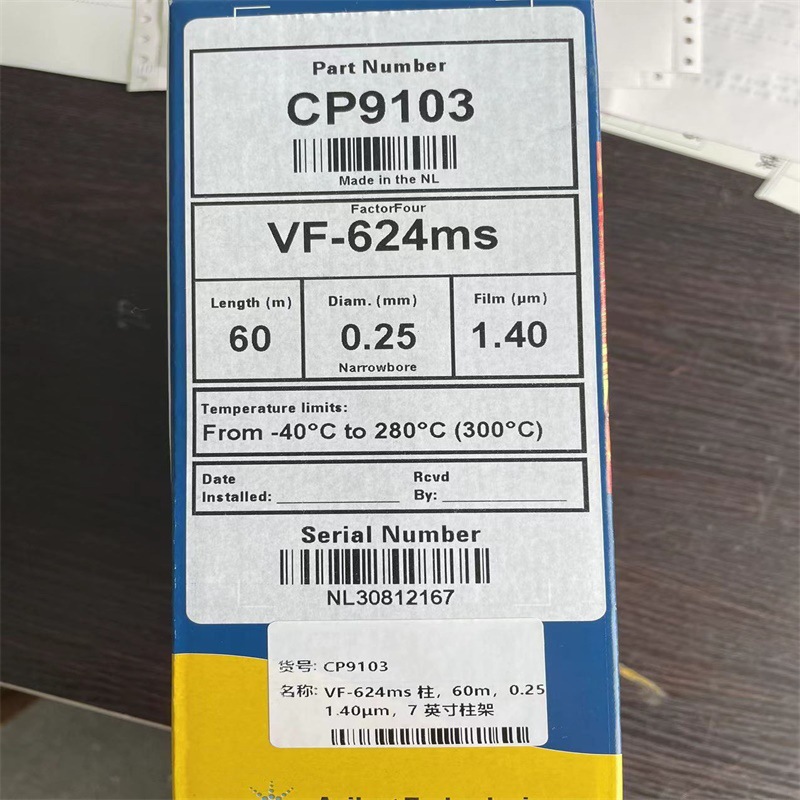 Part Number
CP9103
Made in the NL
FactorFour
VF-624ms
Length (m)
60
Diam. (mm)
0.25
Narrowbore
Film (µm)
1.40
Temperature limits:
From -40°C to 280°C (300°C)
Date
Installed:
Rcvd
By:
Serial Number
NL30812167
货号: CP9103
名称: VF-624ms 柱，60m，0.25
1.40µm，7 英寸柱架